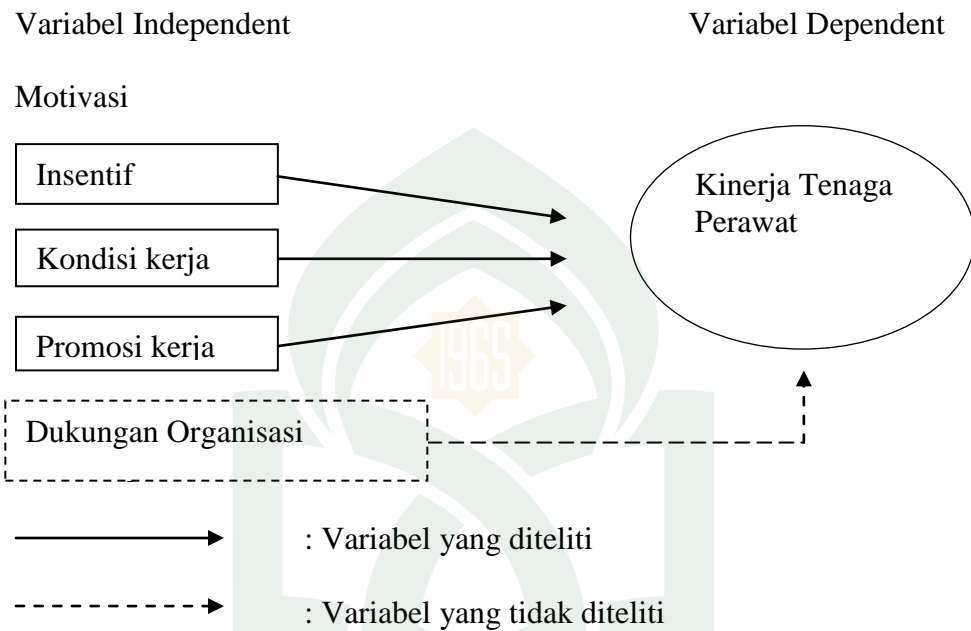 Variabel Independent
Variabel Dependent
Motivasi
Insentif
Kondisi kerja
Promosi kerja
Dukungan Organisasi
Kinerja Tenaga
Perawat
1965
: Variabel yang diteliti
: Variabel yang tidak diteliti